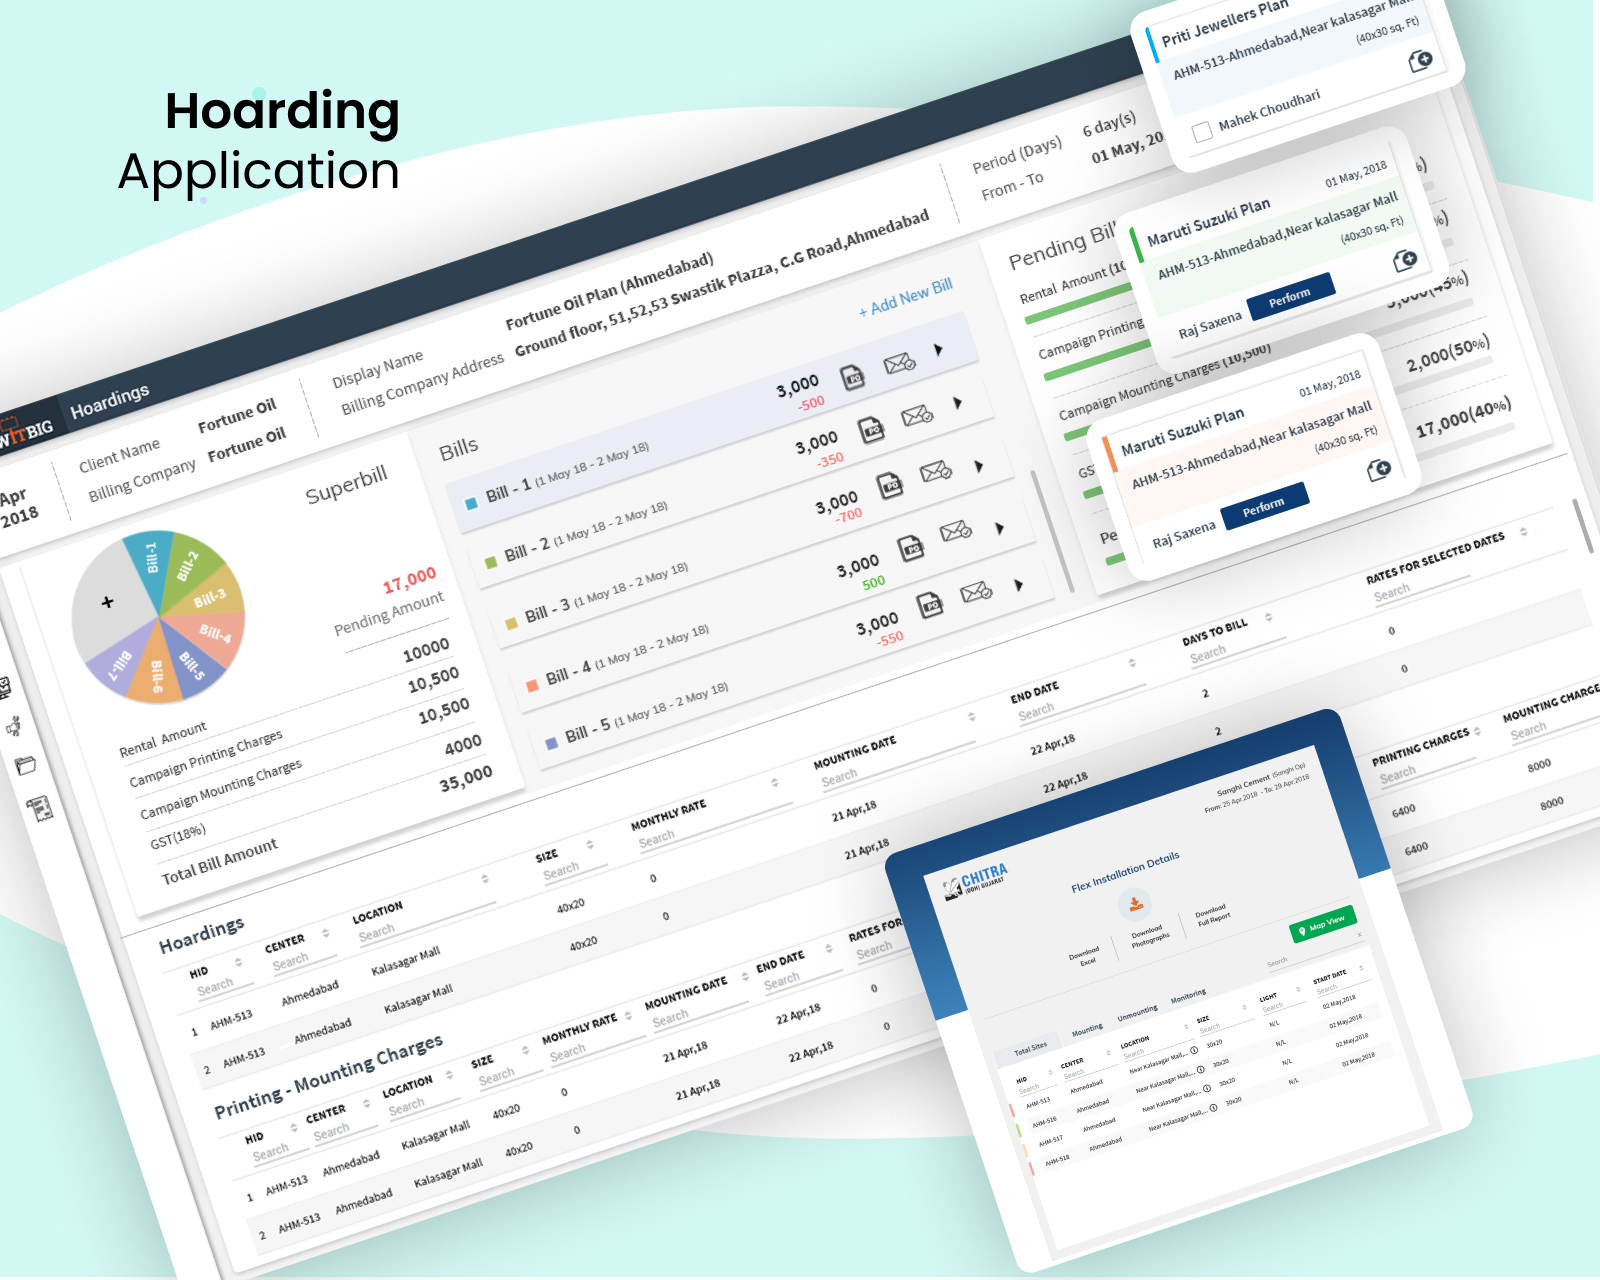 Hoarding
Application
WITBIG
Hoardings
Apr
2018
Client Name
Fortune Oil
Billing Company
Fortune Oil
Display Name
Fortune Oil Plan (Ahmedabad)
Billing Company Address
Ground floor, 51,52,53 Swastik Plazza, C.G Road,Ahmedabad
Period (Days)
6 day(s)
From - To
01 May, 20
Superbill
Bill-1
Bill-2
Bill-3
Bill-4
Bill-5
Bill-6
Bill-7
+
17,000
Pending Amount
Rental Amount
10000
Campaign Printing Charges
10,500
Campaign Mounting Charges
10,500
GST(18%)
4000
Total Bill Amount
35,000
Bills
+ Add New Bill
Bill - 1 (1 May 18 - 2 May 18)
3,000
-500
PO
Bill - 2 (1 May 18 - 2 May 18)
3,000
-350
PO
Bill - 3 (1 May 18 - 2 May 18)
3,000
-700
PO
Bill - 4 (1 May 18 - 2 May 18)
3,000
500
PO
Bill - 5 (1 May 18 - 2 May 18)
3,000
-550
PO
Pending Bill
Rental Amount (10
Campaign Printing
Campaign Mounting Charges (10,500)
GS
Pe
%)
%)
5,000(45%)
2,000(50%)
17,000(40%)
Priti Jewellers Plan
AHM-513-Ahmedabad,Near kalasagar Mall
(40x30 sq. Ft)
Mahek Choudhari
01 May, 2018
Maruti Suzuki Plan
AHM-513-Ahmedabad,Near kalasagar Mall
(40x30 sq. Ft)
Raj Saxena
Perform
01 May, 2018
Maruti Suzuki Plan
AHM-513-Ahmedabad,Near kalasagar Mall
(40x30 sq. Ft)
Raj Saxena
Perform
Hoardings
HID CENTER LOCATION SIZE MONTHLY RATE MOUNTING DATE END DATE DAYS TO BILL RATES FOR SELECTED DATES
Search Search Search Search Search Search Search Search Search
1 AHM-513 Ahmedabad Kalasagar Mall 40x20 0 21 Apr,18 22 Apr,18 2 0
2 AHM-513 Ahmedabad Kalasagar Mall 40x20 0 21 Apr,18 22 Apr,18 2 0
Printing - Mounting Charges
HID CENTER LOCATION SIZE MONTHLY RATE MOUNTING DATE END DATE RATES FOR PRINTING CHARGES MOUNTING CHARGE
Search Search Search Search Search Search Search Search Search Search
1 AHM-513 Ahmedabad Kalasagar Mall 40x20 0 21 Apr,18 22 Apr,18 0 6400 8000
2 AHM-513 Ahmedabad Kalasagar Mall 40x20 0 21 Apr,18 22 Apr,18 0 6400 8000
CHITRA
(OOH) GUJARAT
Sanghi Cement (Sanghi Op)
From: 25 Apr.2018 - To: 29 Apr.2018
Flex Installation Details
Download
Excel
Download
Photographs
Download
Full Report
Map View
Search
×
Total Sites Mounting Unmounting Monitoring
HID CENTER LOCATION SIZE LIGHT START DATE
Search Search Search Search Search Search
AHM-513 Ahmedabad Near Kalasagar Mall,... 30x20 N/L 02 May,2018
AHM-516 Ahmedabad Near Kalasagar Mall,... 30x20 N/L 02 May,2018
AHM-517 Ahmedabad Near Kalasagar Mall,... 30x20 N/L 02 May,2018
AHM-518 Ahmedabad Near Kalasagar Mall,... 30x20 N/L 02 May,2018